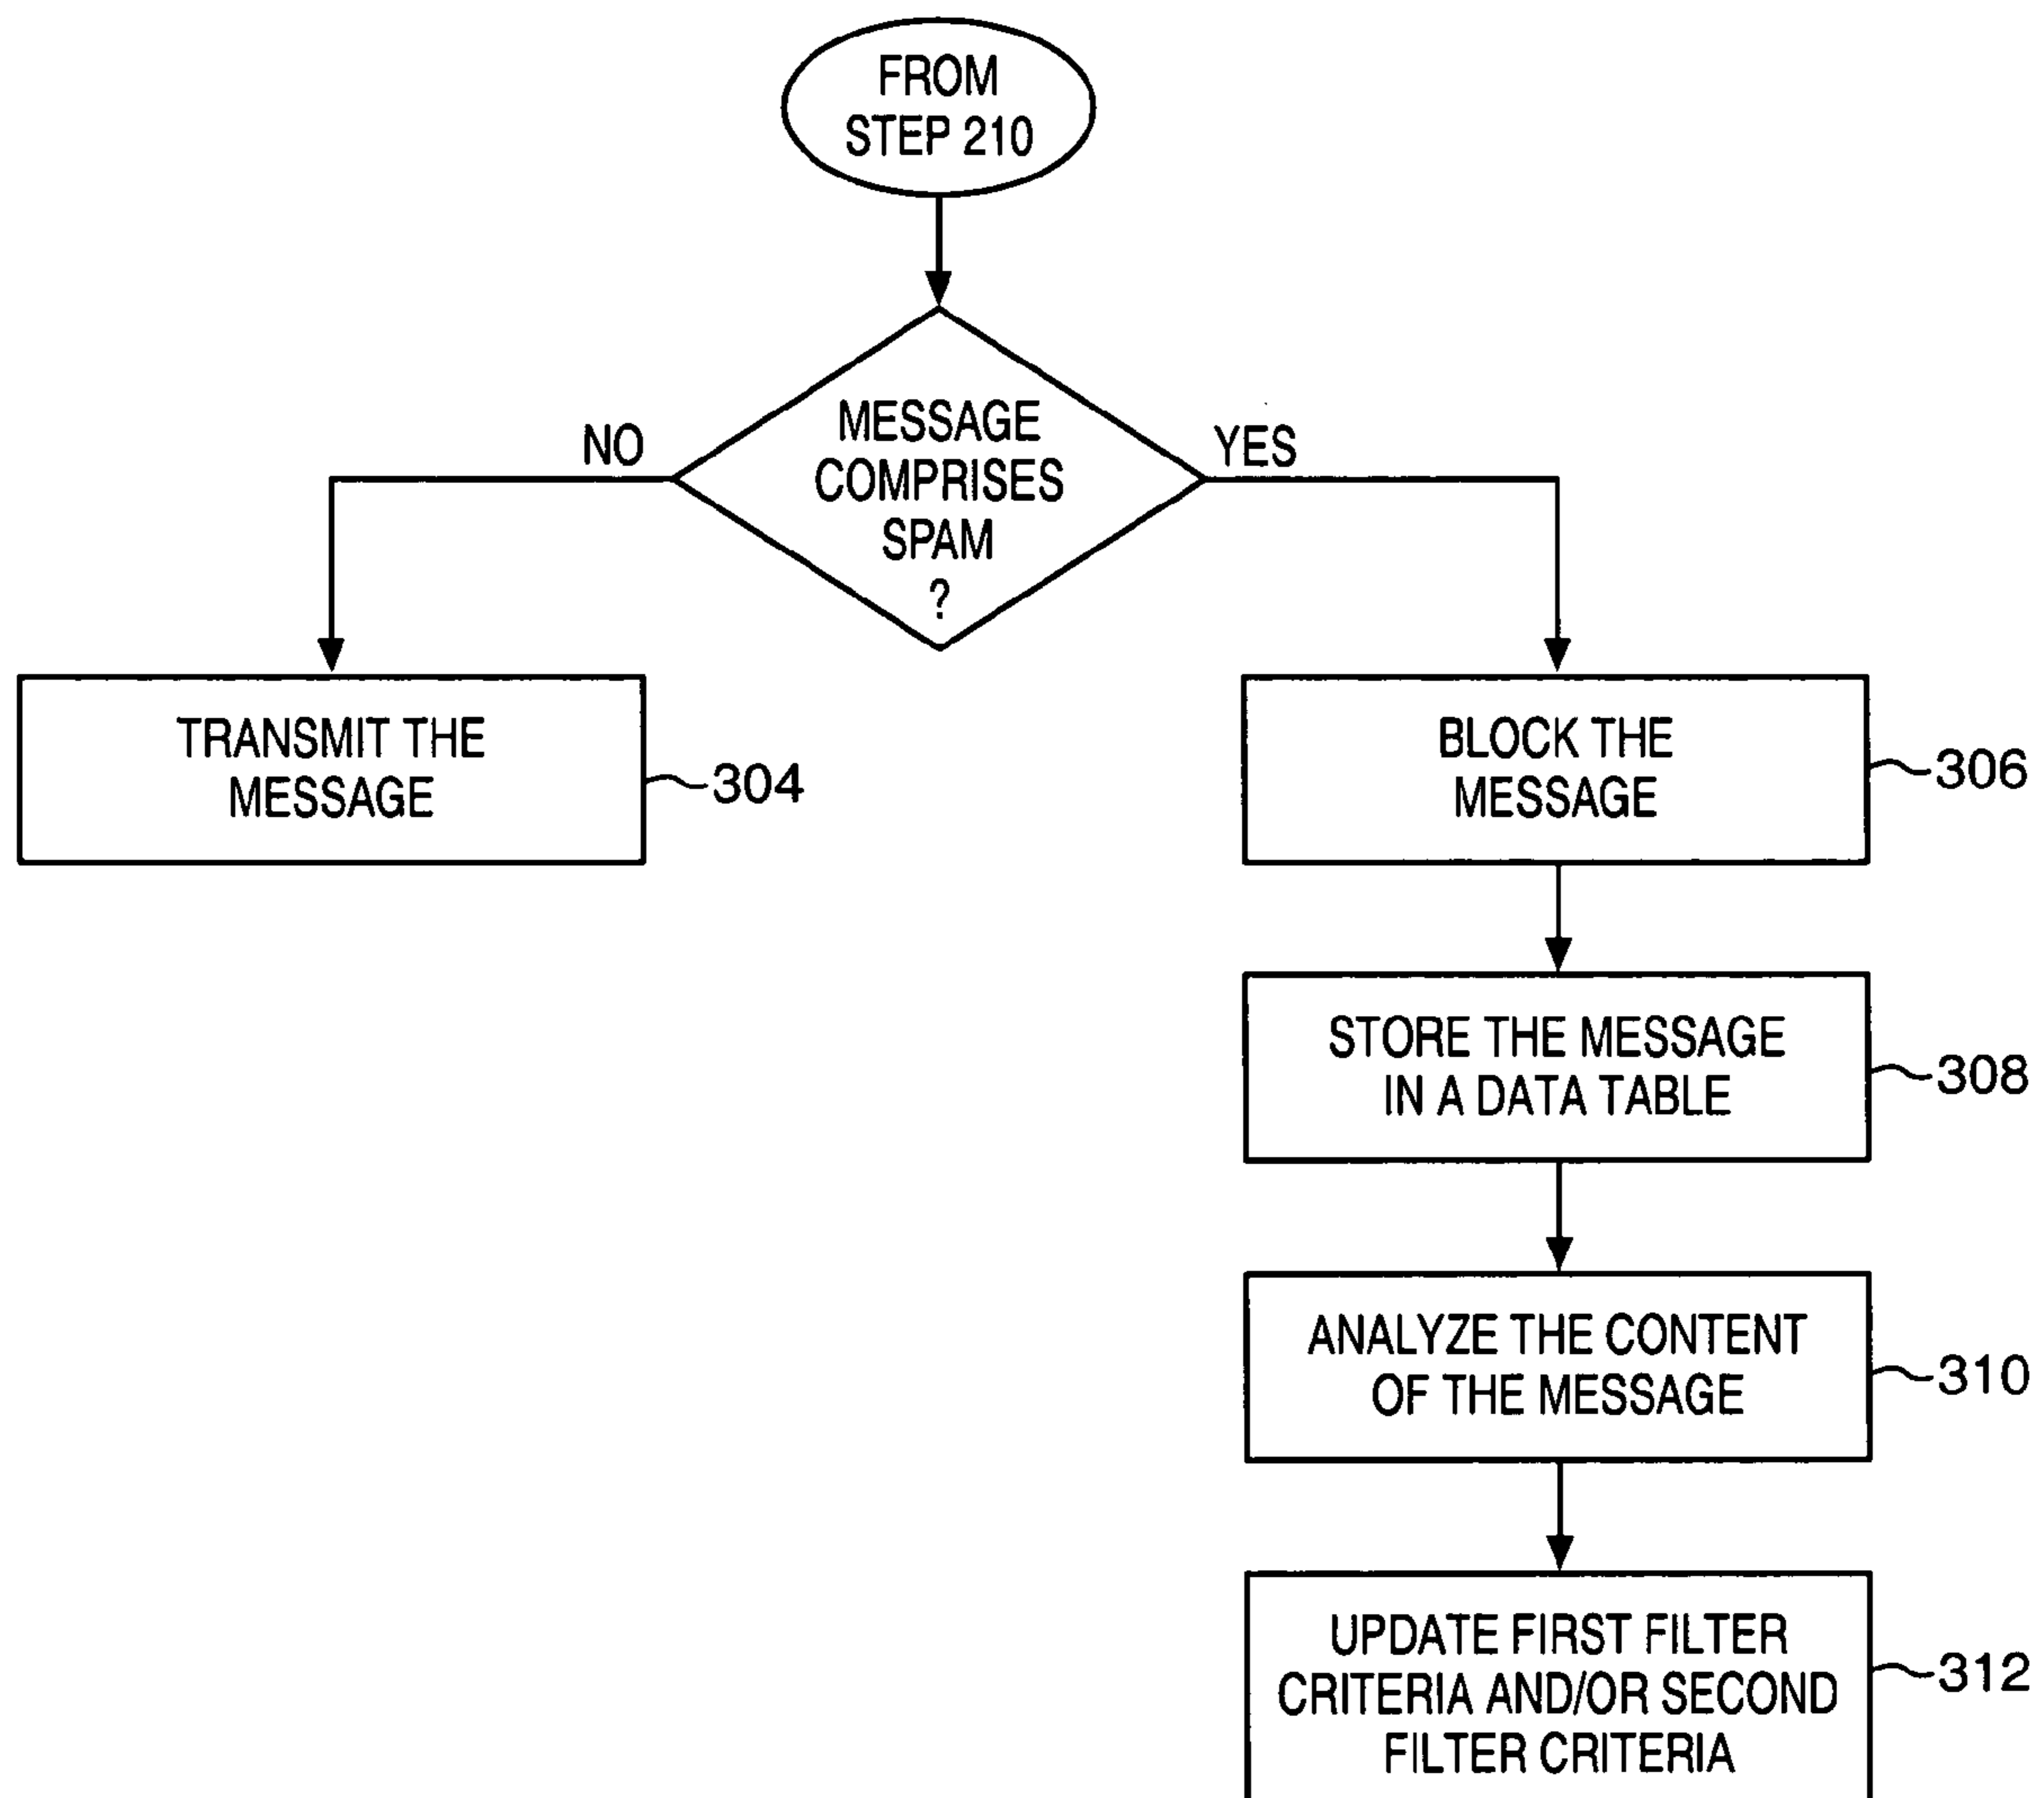 FROM
STEP 210
MESSAGE
COMPRISES
SPAM
?
NO
YES
TRANSMIT THE
MESSAGE
304
BLOCK THE
MESSAGE
306
STORE THE MESSAGE
IN A DATA TABLE
308
ANALYZE THE CONTENT
OF THE MESSAGE
310
UPDATE FIRST FILTER
CRITERIA AND/OR SECOND
FILTER CRITERIA
312